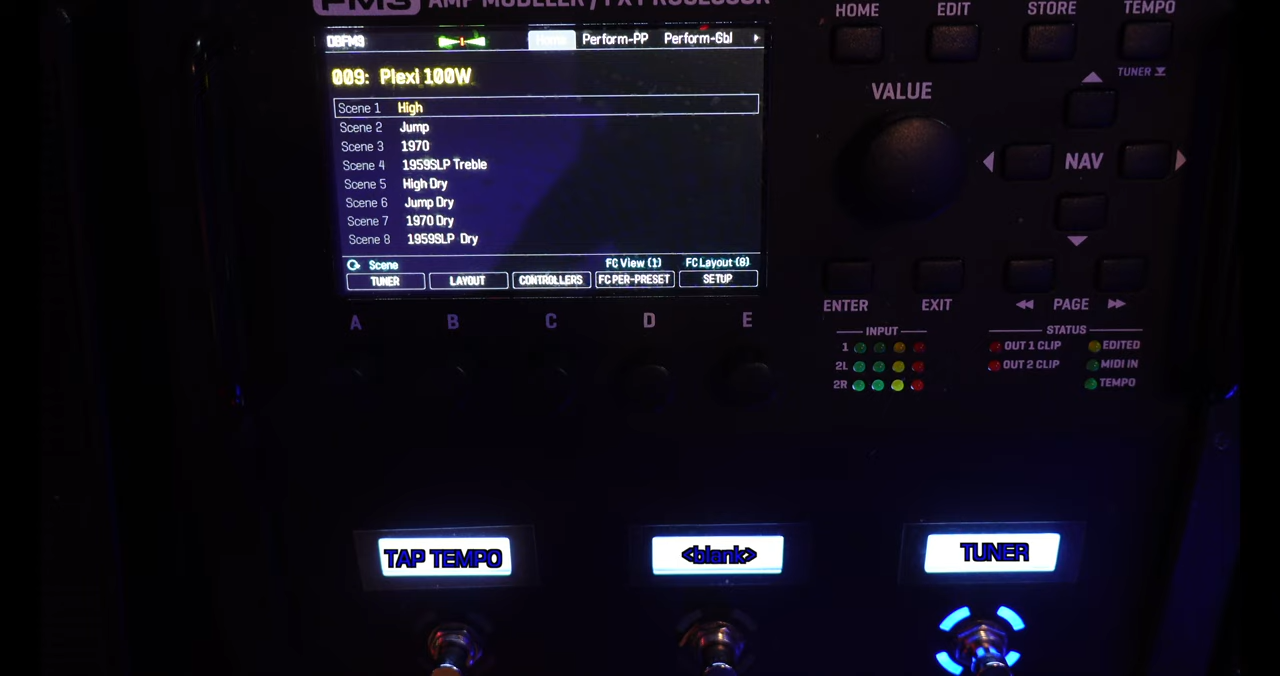 FM3 AMP MODELER / FX PROCESSOR
HOME EDIT STORE TEMPO
TUNER
DBFM3 Home Perform-PP Perform-Gbl
009: Plexi 100W
Scene 1 High
Scene 2 Jump
Scene 3 1970
Scene 4 1959SLP Treble
Scene 5 High Dry
Scene 6 Jump Dry
Scene 7 1970 Dry
Scene 8 1959SLP Dry
Scene FC View (1) FC Layout (8)
TUNER LAYOUT CONTROLLERS FC PER-PRESET SETUP
A B C D E
VALUE
NAV
ENTER EXIT PAGE
INPUT
1
2L
2R
STATUS
OUT 1 CLIP EDITED
OUT 2 CLIP MIDI IN
TEMPO
TAP TEMPO <blank> TUNER